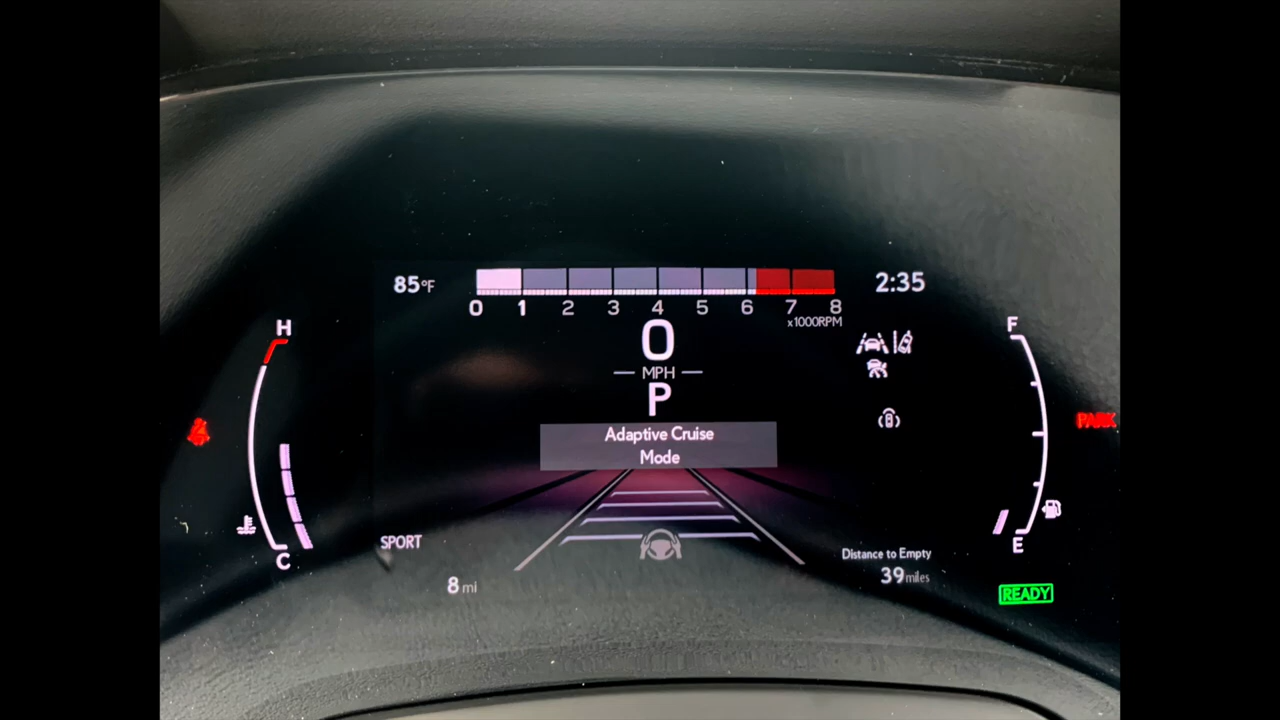 85°F
2:35
0 1 2 3 4 5 6 7 8
x1000RPM
H
F
0
MPH
P
PARK
Adaptive Cruise
Mode
SPORT
E
Distance to Empty
C
39 miles
8 mi
READY